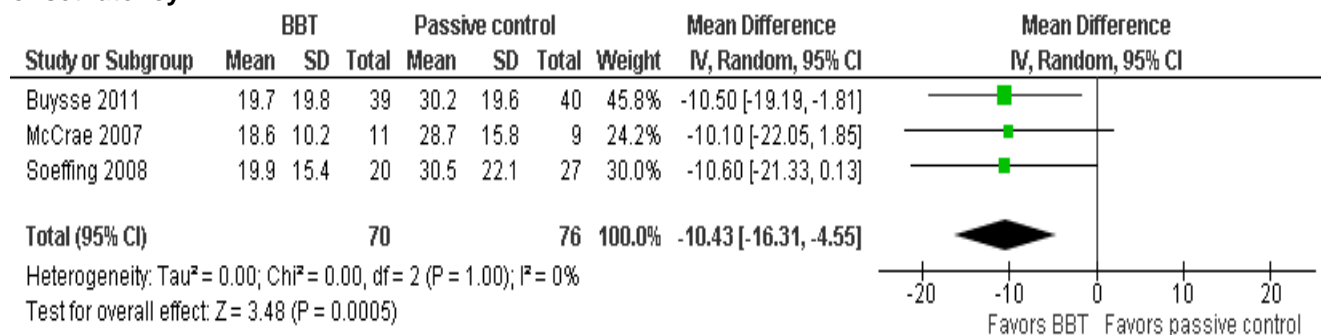 BBT Passive control Mean Difference Mean Difference
Study or Subgroup Mean SD Total Mean SD Total Weight IV, Random, 95% CI IV, Random, 95% CI
Buysse 2011 19.7 19.8 39 30.2 19.6 40 45.8% -10.50 [-19.19, -1.81]
McCrae 2007 18.6 10.2 11 28.7 15.8 9 24.2% -10.10 [-22.05, 1.85]
Soeffing 2008 19.9 15.4 20 30.5 22.1 27 30.0% -10.60 [-21.33, 0.13]
Total (95% CI) 70 76 100.0% -10.43 [-16.31, -4.55]
Heterogeneity: Tau² = 0.00; Chi² = 0.00, df = 2 (P = 1.00); I² = 0%
Test for overall effect: Z = 3.48 (P = 0.0005)
-20 -10 0 10 20
Favors BBT Favors passive control